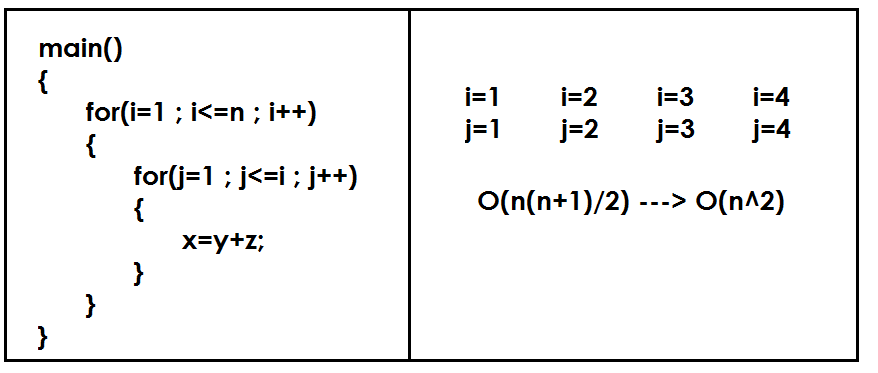 main()
{
for(i=1 ; i<=n ; i++)
{
for(j=1 ; j<=i ; j++)
{
x=y+z;
}
}
}
i=1 i=2 i=3 i=4
j=1 j=2 j=3 j=4
O(n(n+1)/2) ---> O(n^2)